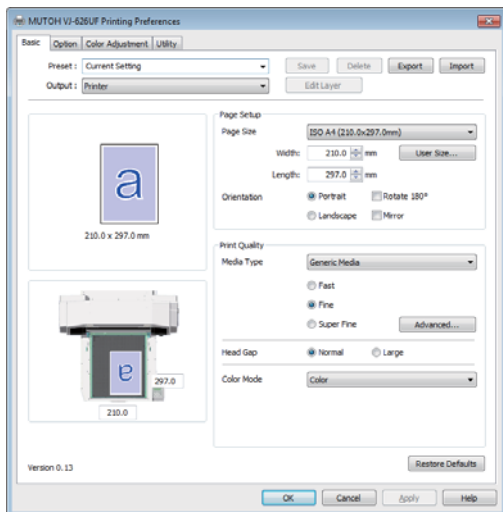 MUTOH VJ-626UF Printing Preferences
Basic Option Color Adjustment Utility
Preset : Current Setting Save Delete Export Import
Output : Printer Edit Layer
a
210.0 x 297.0 mm
Page Setup
Page Size ISO A4 (210.0x297.0mm)
Width: 210.0 mm User Size...
Length: 297.0 mm
Orientation Portrait Rotate 180°
Landscape Mirror
Print Quality
Media Type Generic Media
Fast
Fine
Super Fine Advanced...
Head Gap Normal Large
Color Mode Color
a
297.0
210.0
Version 0.13
Restore Defaults
OK Cancel Apply Help